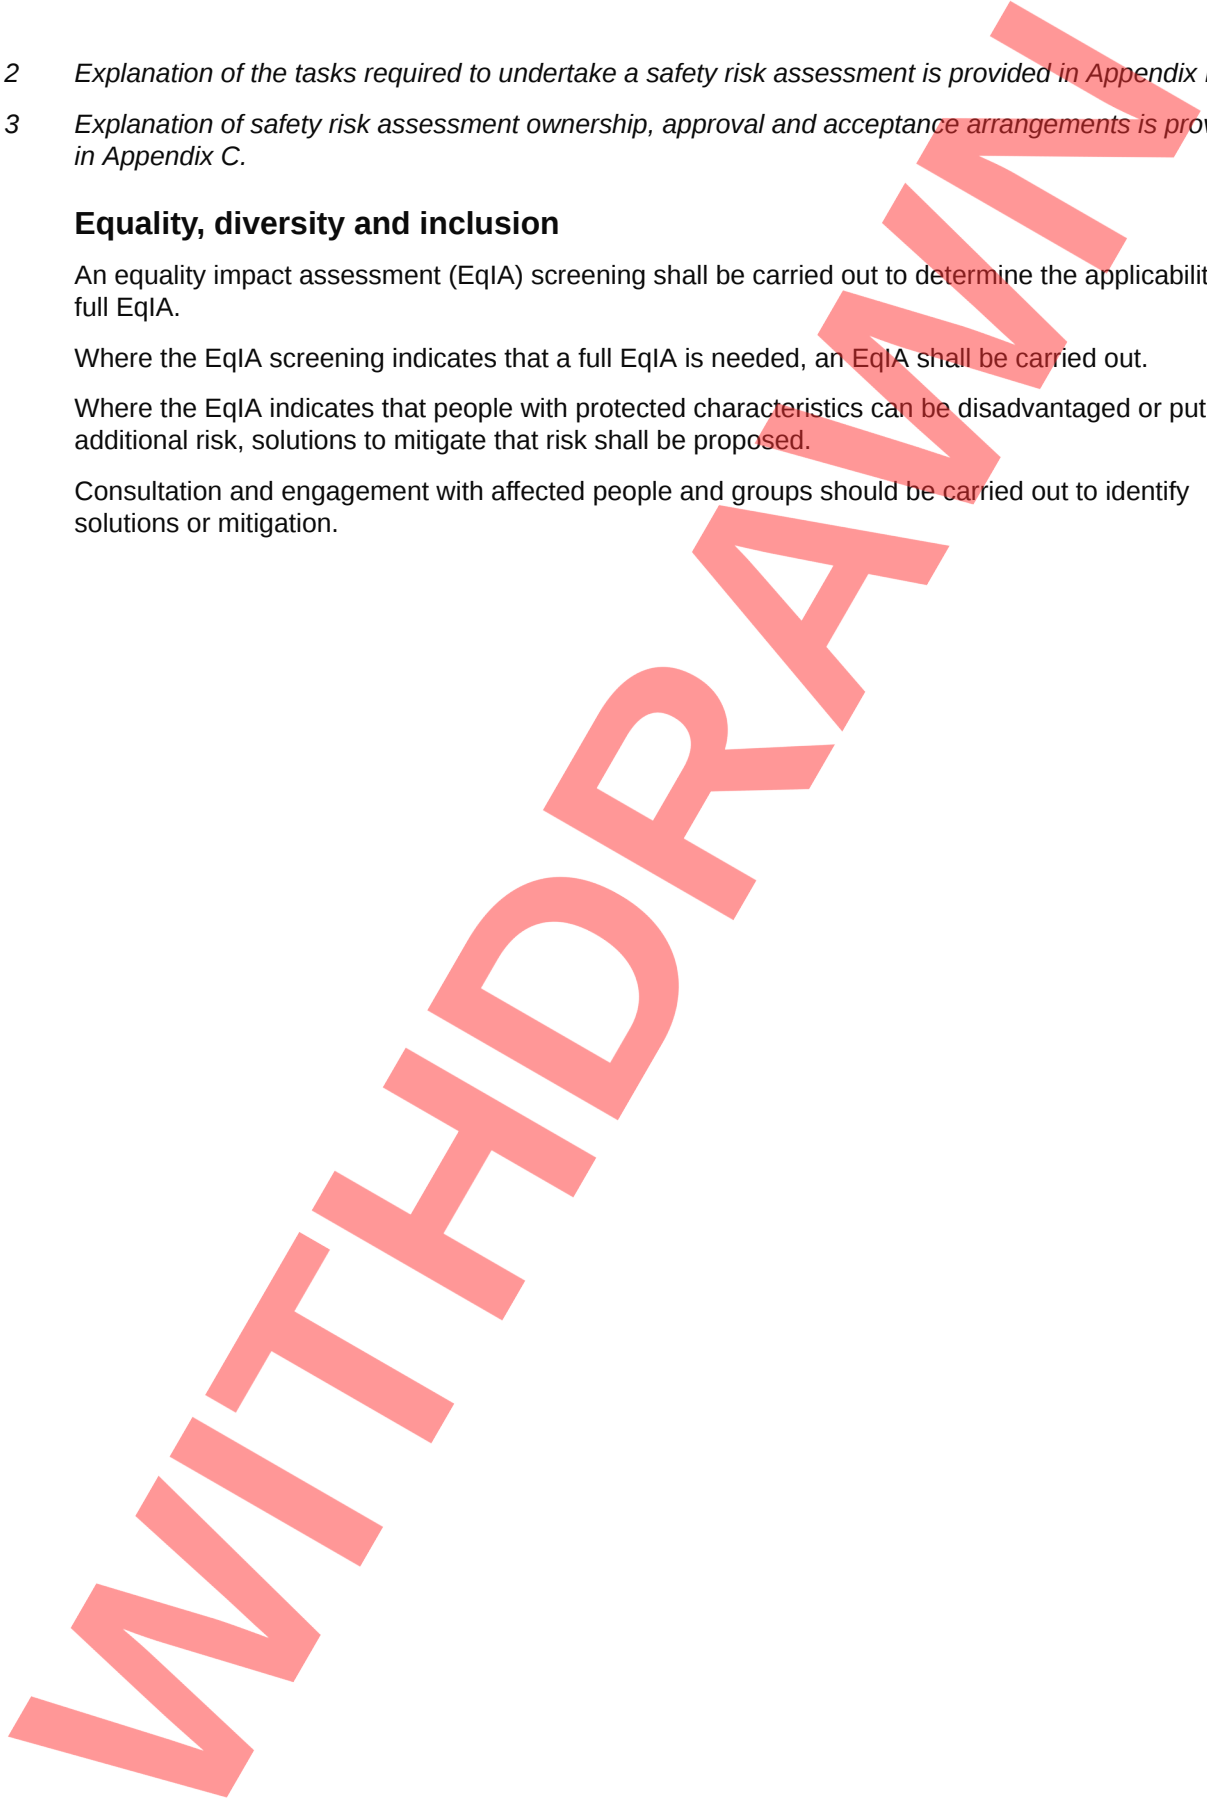 2 Explanation of the tasks required to undertake a safety risk assessment is provided in Appendix
3 Explanation of safety risk assessment ownership, approval and acceptance arrangements is
in Appendix C.
Equality, diversity and inclusion
An equality impact assessment (EqIA) screening shall be carried out to determine the
full EqIA.
Where the EqIA screening indicates that a full EqIA is needed, an EqIA shall be carried out.
Where the EqIA indicates that people with protected characteristics can be disadvantaged or put
additional risk, solutions to mitigate that risk shall be proposed.
Consultation and engagement with affected people and groups should be carried out to identify
solutions or mitigation.
WITHDRAWN